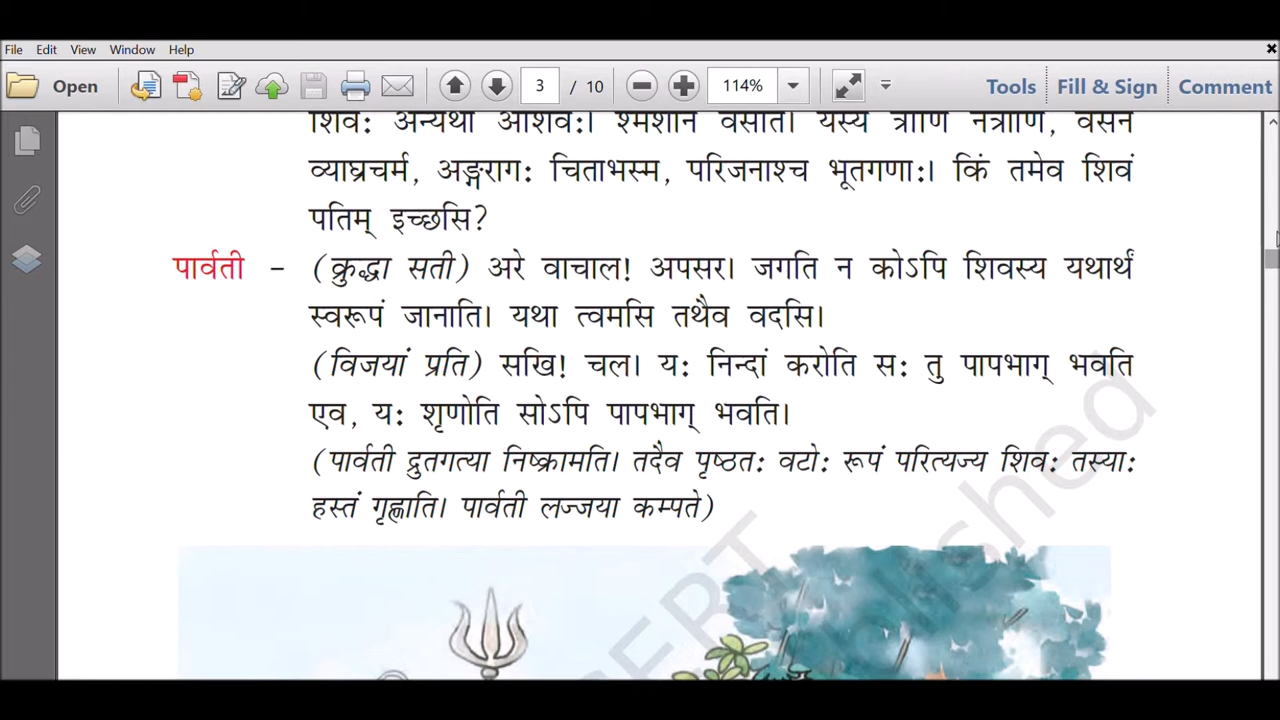 File Edit View Window Help
Open 3 / 10 114% Tools Fill & Sign Comment
शिवः अन्यथा अशिवः। श्मशाने वसति। यस्य त्रीणि नेत्राणि, वसनं
व्याघ्रचर्म, अङ्गरागः चिताभस्म, परिजनाश्च भूतगणाः। किं तमेव शिवं
पतिम् इच्छसि?
पार्वती – (क्रुद्धा सती) अरे वाचाल! अपसर। जगति न कोऽपि शिवस्य यथार्थं
स्वरूपं जानाति। यथा त्वमसि तथैव वदसि।
(विजयां प्रति) सखि! चल। यः निन्दां करोति सः तु पापभाग् भवति
एव, यः शृणोति सोऽपि पापभाग् भवति।
(पार्वती द्रुतगत्या निष्क्रामति। तदैव पृष्ठतः वटोः रूपं परित्यज्य शिवः तस्याः
हस्तं गृह्णाति। पार्वती लज्जया कम्पते)
NCERT